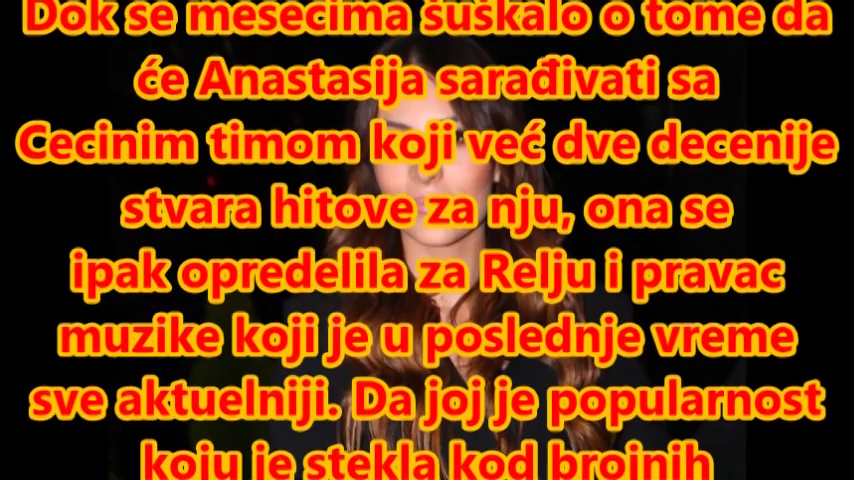 Dok se mesecima šuškalo o tome da
će Anastasija sarađivati sa
Cecinim timom koji već dve decenije
stvara hitove za nju, ona se
ipak opredelila za Relju i pravac
muzike koji je u poslednje vreme
sve aktuelniji. Da joj je popularnost
koju je stekla kod brojnih